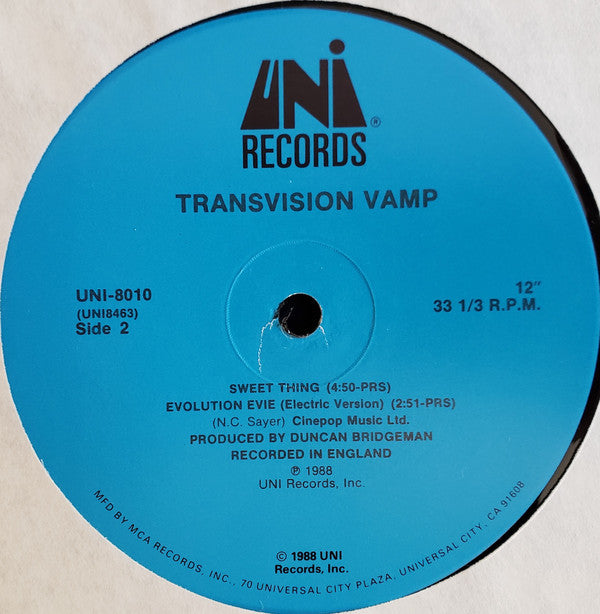 UNI
®
RECORDS
TRANSVISION VAMP
UNI-8010
(UNI8463)
Side 2
12"
33 1/3 R.P.M.
SWEET THING (4:50-PRS)
EVOLUTION EVIE (Electric Version) (2:51-PRS)
(N.C. Sayer) Cinepop Music Ltd.
PRODUCED BY DUNCAN BRIDGEMAN
RECORDED IN ENGLAND
℗ 1988
UNI Records, Inc.
© 1988 UNI
Records, Inc.
MFD BY MCA RECORDS, INC., 70 UNIVERSAL CITY PLAZA, UNIVERSAL CITY, CA 91608